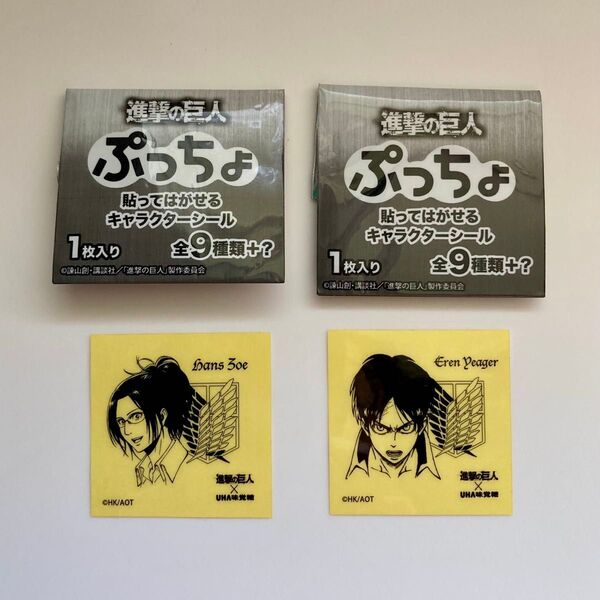 進撃の巨人
ぷっちょ
貼ってはがせる
キャラクターシール
1枚入り
全9種類+?
©諫山創・講談社/「進撃の巨人」製作委員会
進撃の巨人
ぷっちょ
貼ってはがせる
キャラクターシール
1枚入り
全9種類+?
©諫山創・講談社/「進撃の巨人」製作委員会
Hans Zoe
進撃の巨人
×
UHA味覚糖
©HK/AOT
Eren Yeager
進撃の巨人
×
UHA味覚糖
©HK/AOT